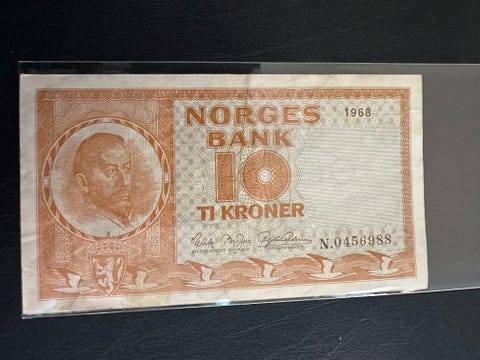 NORGES
1968
BANK
10
TI KRONER
N.0456988